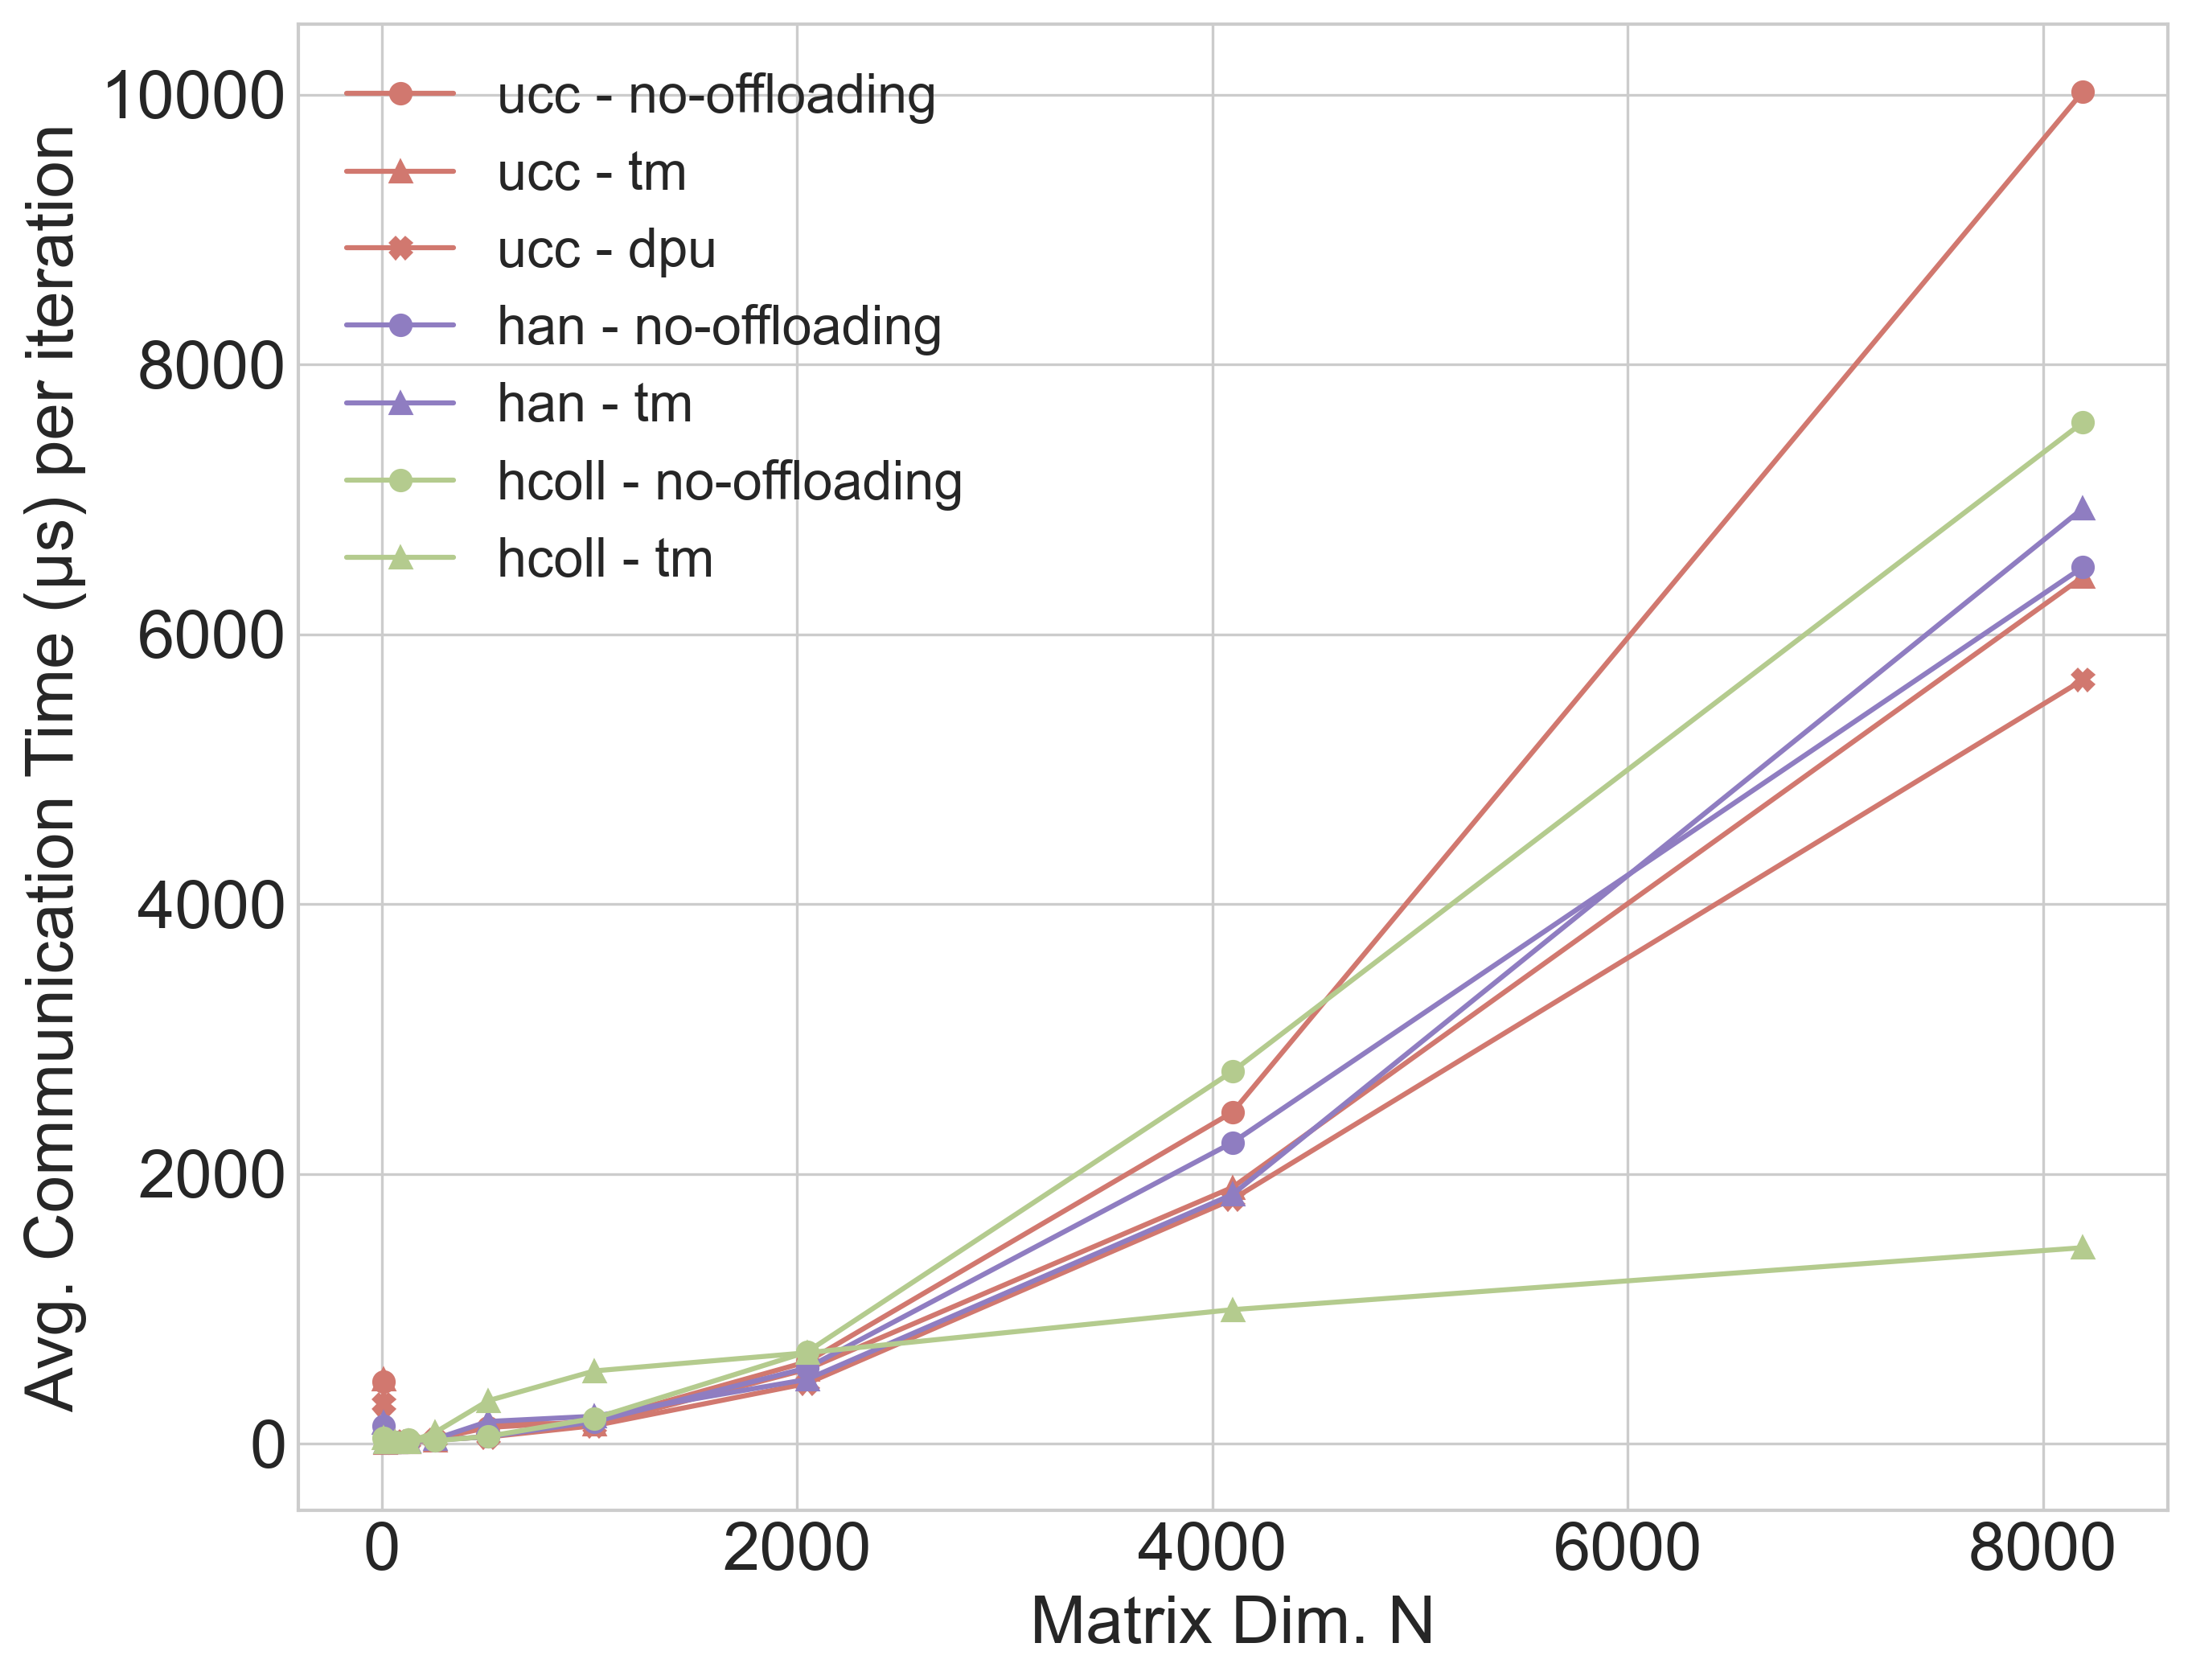 Avg. Communication Time (µs) per iteration
10000
8000
6000
4000
2000
0
ucc - no-offloading
ucc - tm
ucc - dpu
han - no-offloading
han - tm
hcoll - no-offloading
hcoll - tm
0 2000 4000 6000 8000
Matrix Dim. N